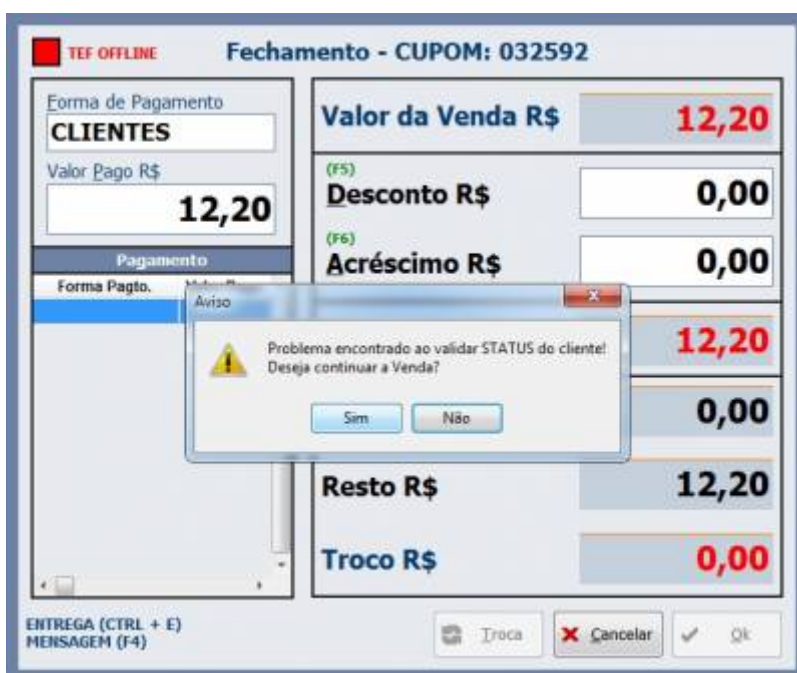 TEF OFFLINE
Fechamento - CUPOM: 032592
Forma de Pagamento
CLIENTES
Valor Pago R$
12,20
Pagamento
Forma Pagto.
Valor da Venda R$ 12,20
(F5)
Desconto R$ 0,00
(F6)
Acréscimo R$ 0,00
12,20
0,00
Resto R$ 12,20
Troco R$ 0,00
Aviso
Problema encontrado ao validar STATUS do cliente!
Deseja continuar a Venda?
Sim Não
ENTREGA (CTRL + E)
MENSAGEM (F4)
Troca Cancelar Ok